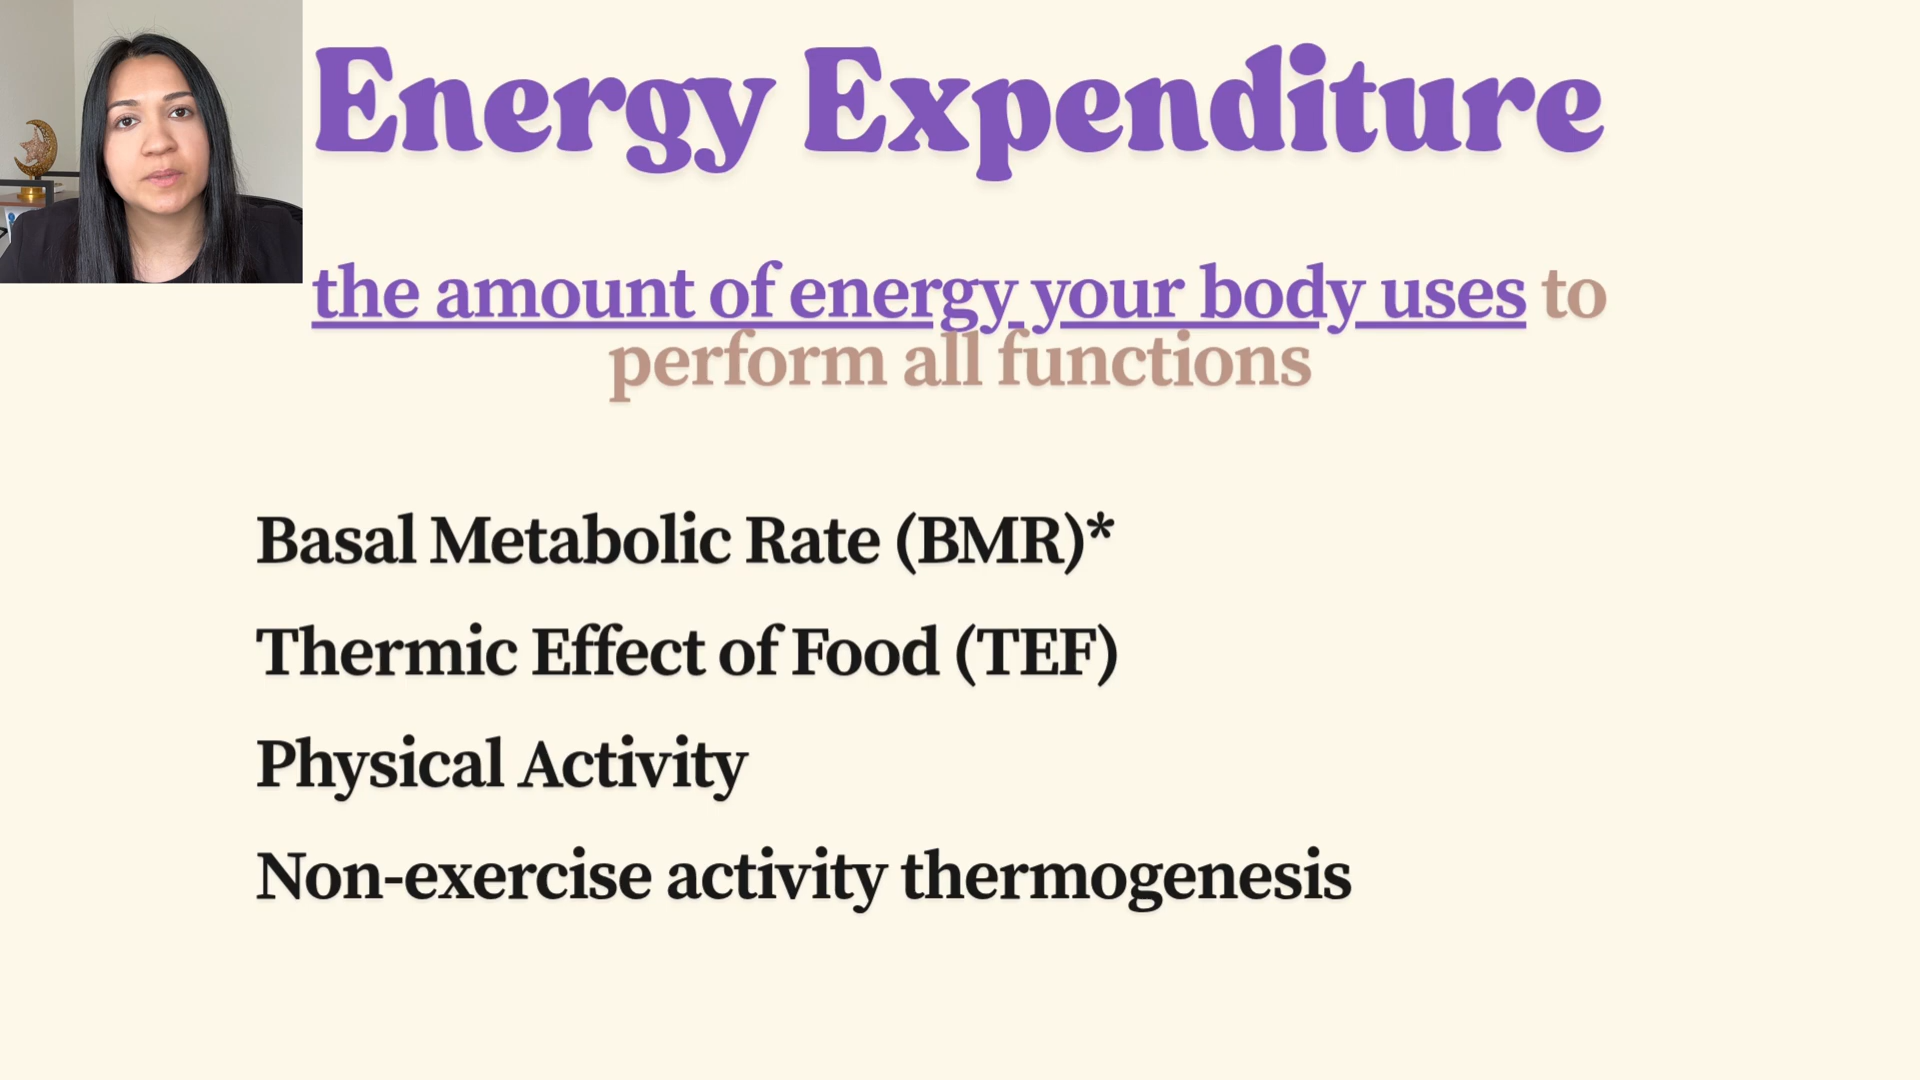 Energy Expenditure
the amount of energy your body uses to
perform all functions
Basal Metabolic Rate (BMR)*
Thermic Effect of Food (TEF)
Physical Activity
Non-exercise activity thermogenesis